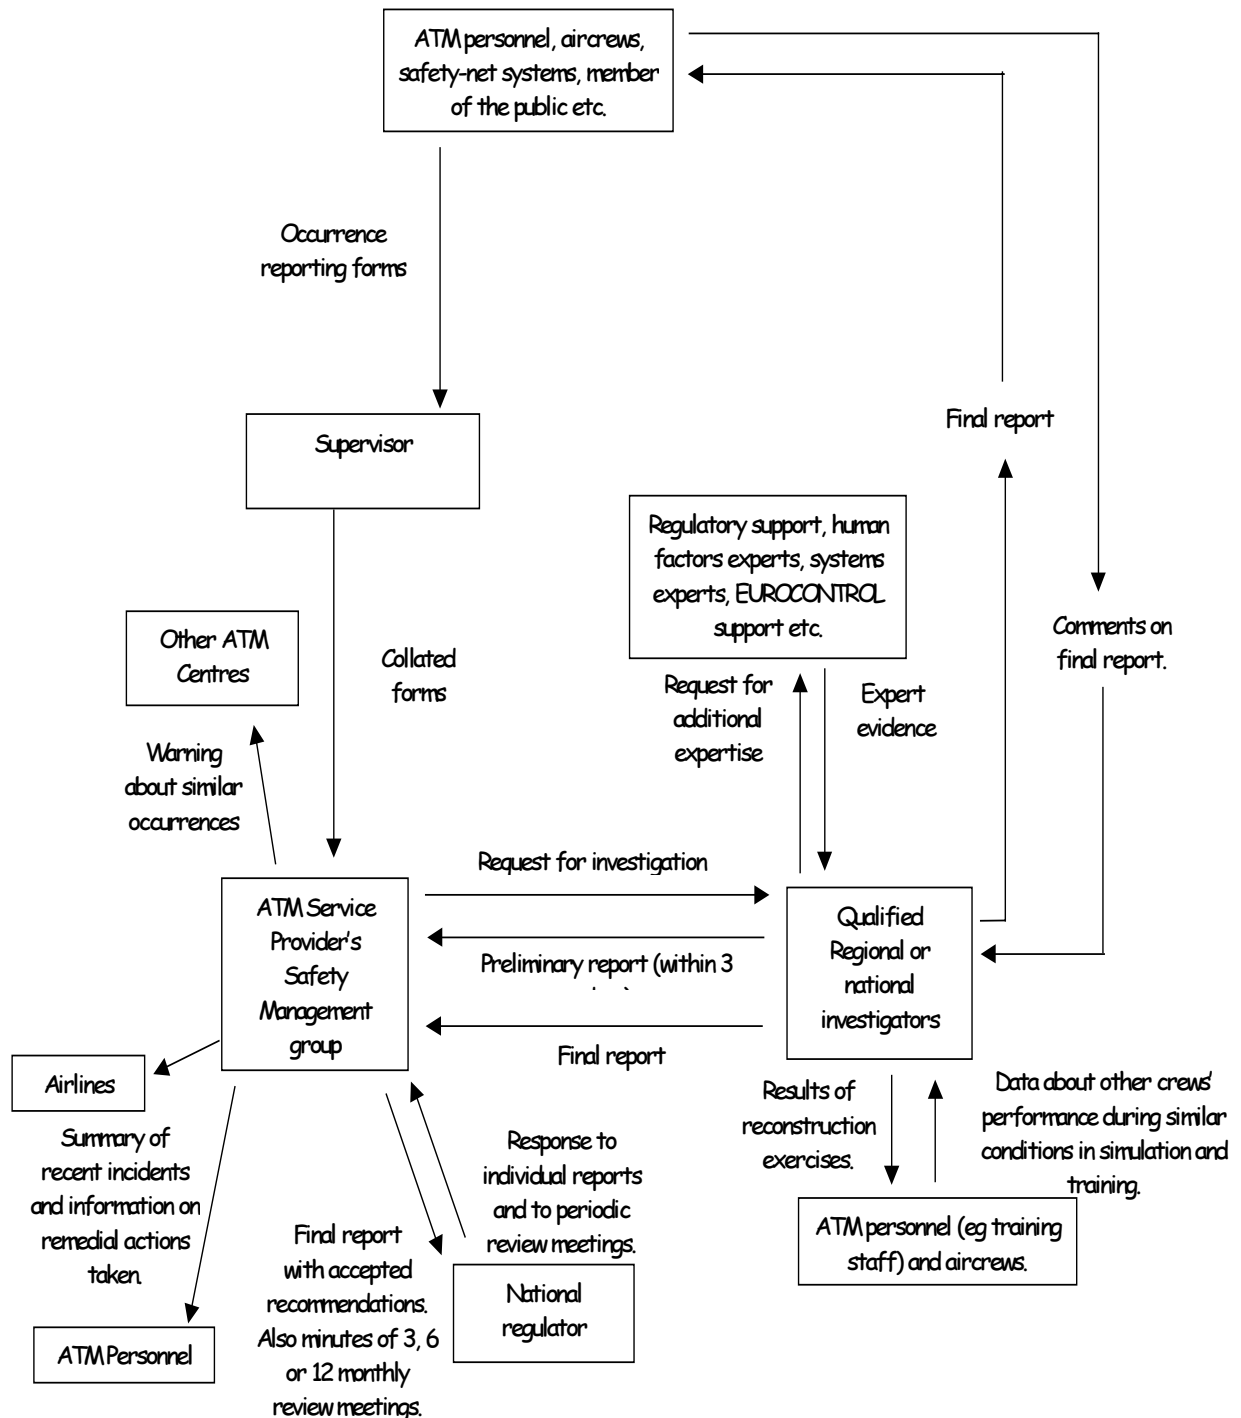 ATM personnel, aircrews,
safety-net systems, member
of the public etc.
Occurrence
reporting forms
Supervisor
Final report
Regulatory support, human
factors experts, systems
experts, EUROCONTROL
support etc.
Comments on
final report.
Other ATM
Centres
Collated
forms
Request for
additional
expertise
Expert
evidence
Warning
about similar
occurrences
Request for investigation
ATM Service
Provider's
Safety
Management
group
Qualified
Regional or
national
investigators
Preliminary report (within 3
Final report
Airlines
Summary of
recent incidents
and information on
remedial actions
taken.
Response to
individual reports
and to periodic
review meetings.
Results of
reconstruction
exercises.
Data about other crews'
performance during similar
conditions in simulation and
training.
ATM personnel (eg training
staff) and aircrews.
Final report
with accepted
recommendations.
Also minutes of 3, 6
or 12 monthly
review meetings.
National
regulator
ATM Personnel